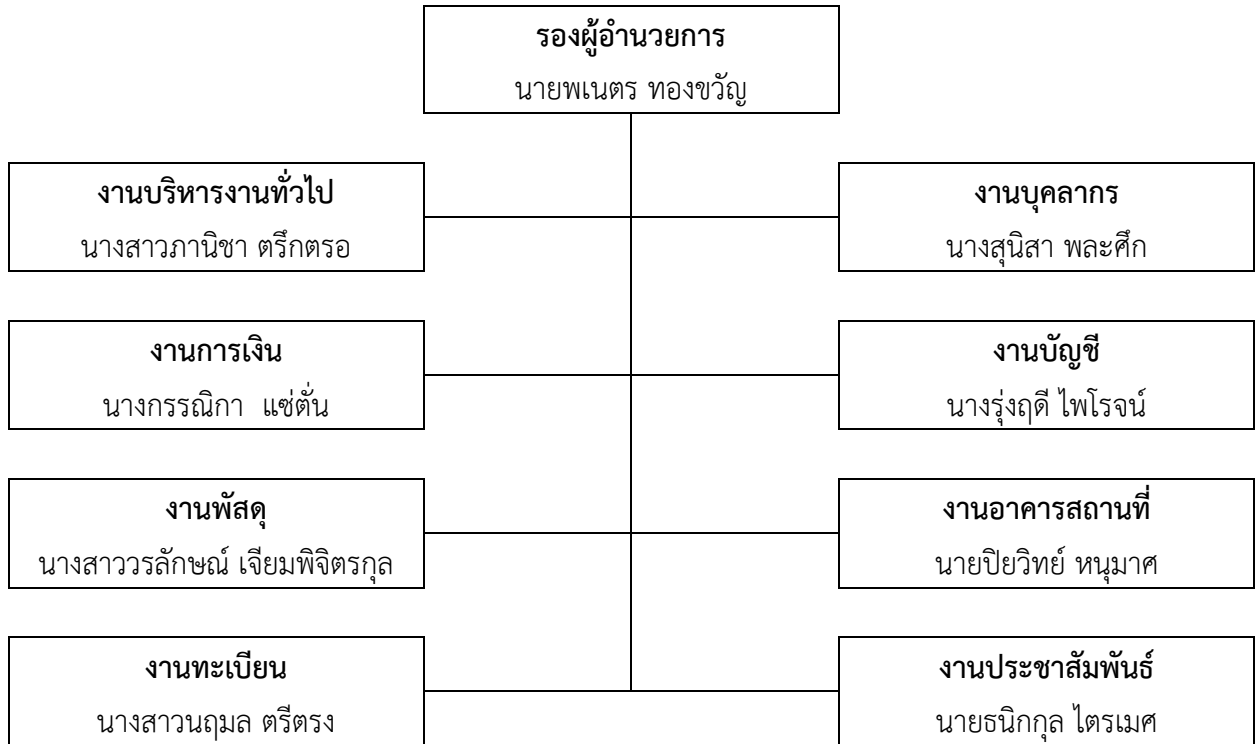 รองผู้อำนวยการ
นายพเนตร ทองขวัญ
งานบริหารงานทั่วไป
นางสาวภานิชา ตรึกตรอ
งานบุคลากร
นางสุนิสา พละศึก
งานการเงิน
นางกรรณิกา แซ่ตั่น
งานบัญชี
นางรุ่งฤดี ไพโรจน์
งานพัสดุ
นางสาววรลักษณ์ เจียมพิจิตรกุล
งานอาคารสถานที่
นายปิยวิทย์ หนุมาศ
งานทะเบียน
นางสาวนฤมล ตรีตรง
งานประชาสัมพันธ์
นายธนิกกุล ไตรเมศ